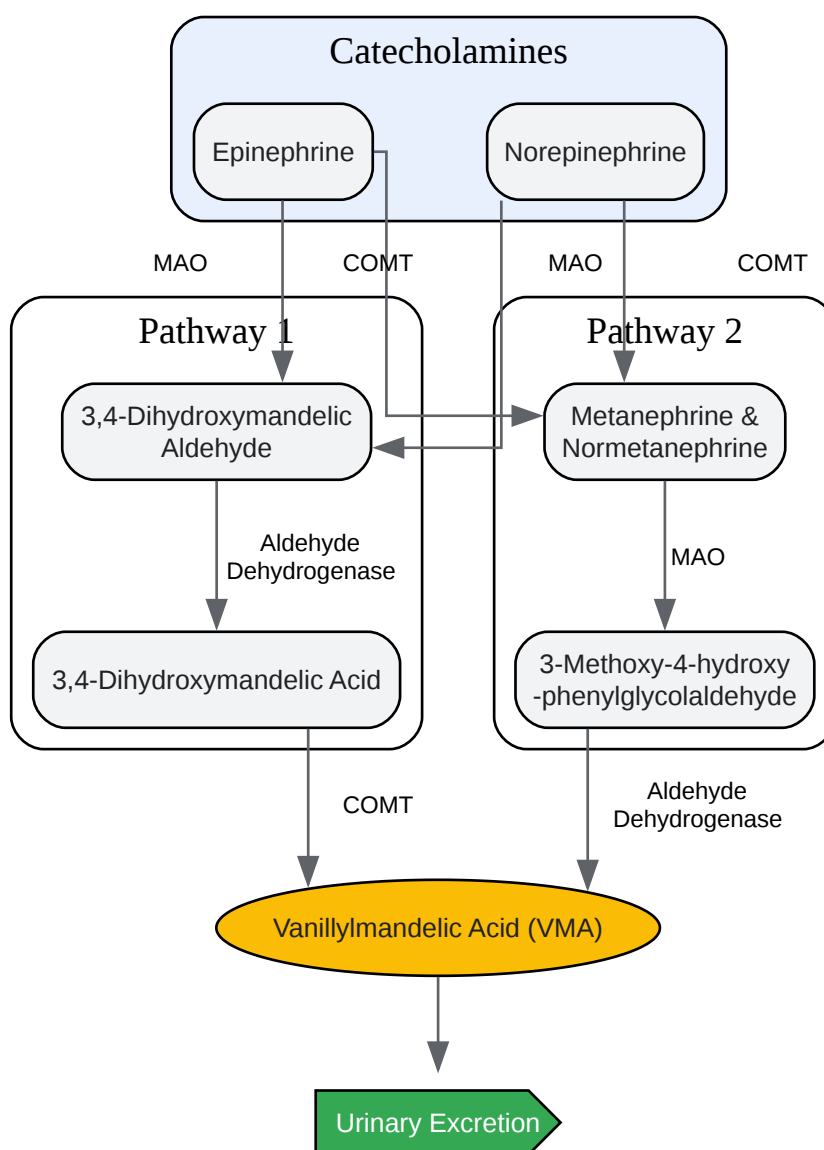 Catecholamines
Epinephrine
Norepinephrine
MAO
COMT
MAO
COMT
Pathway 1
Pathway 2
3,4-Dihydroxymandelic
Aldehyde
Metanephrine &
Normetanephrine
Aldehyde
Dehydrogenase
MAO
3,4-Dihydroxymandelic Acid
3-Methoxy-4-hydroxy
-phenylglycolaldehyde
COMT
Aldehyde
Dehydrogenase
Vanillylmandelic Acid (VMA)
Urinary Excretion